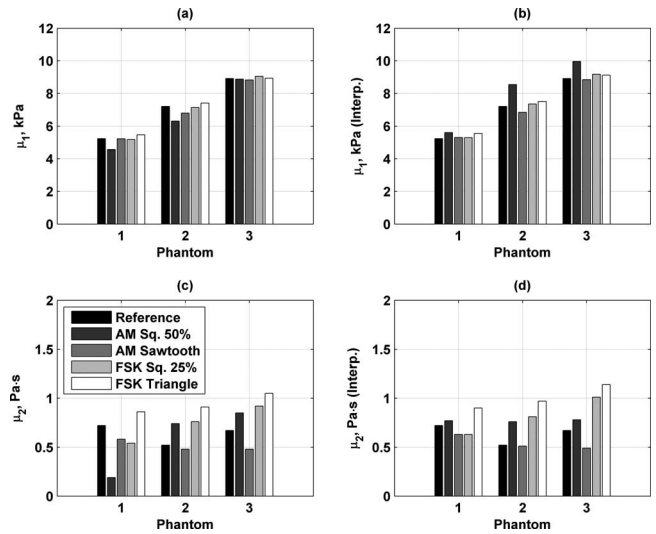 (a)
12
10
8
6
4
2
0
μ1, kPa
1 2 3
Phantom
(b)
12
10
8
6
4
2
0
μ1, kPa (Interp.)
1 2 3
Phantom
(c)
2
1.5
1
0.5
0
μ2, Pa·s
Reference
AM Sq. 50%
AM Sawtooth
FSK Sq. 25%
FSK Triangle
1 2 3
Phantom
(d)
2
1.5
1
0.5
0
μ2, Pa·s (Interp.)
1 2 3
Phantom